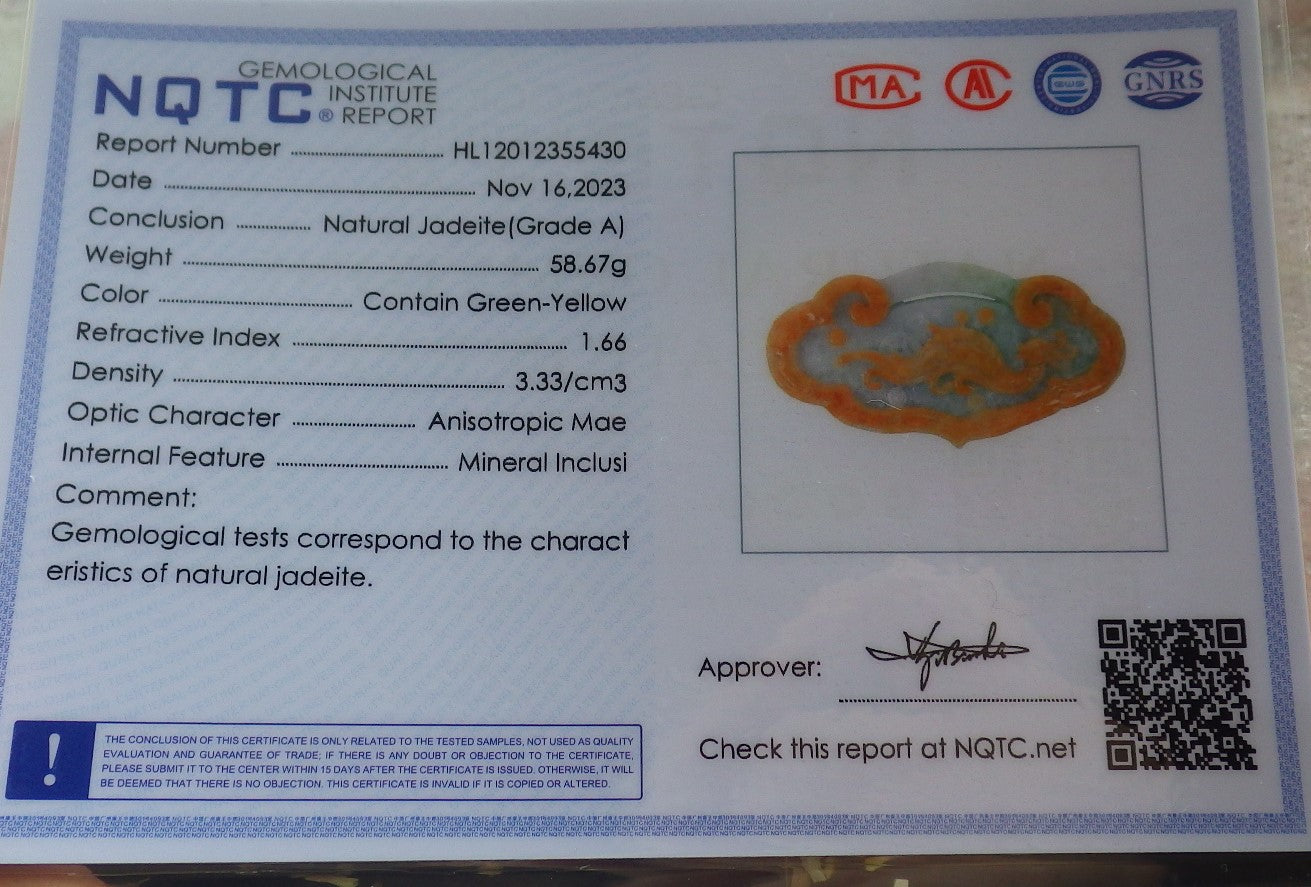 GEMOLOGICAL
NQTC® INSTITUTE
REPORT
Report Number HL12012355430
Date Nov 16,2023
Conclusion Natural Jadeite(Grade A)
Weight 58.67g
Color Contain Green-Yellow
Refractive Index 1.66
Density 3.33/cm3
Optic Character Anisotropic Mae
Internal Feature Mineral Inclusi
Comment:
Gemological tests correspond to the charact
eristics of natural jadeite.
!
THE CONCLUSION OF THIS CERTIFICATE IS ONLY RELATED TO THE TESTED SAMPLES, NOT USED AS QUALITY
EVALUATION AND GUARANTEE OF TRADE; IF THERE IS ANY DOUBT OR OBJECTION TO THE CERTIFICATE,
PLEASE SUBMIT IT TO THE CENTER WITHIN 15 DAYS AFTER THE CERTIFICATE IS ISSUED. OTHERWISE, IT WILL
BE DEEMED THAT THERE IS NO OBJECTION. THIS CERTIFICATE IS INVALID IF IT IS COPIED OR ALTERED.
MA
GNRS
Approver:
Check this report at NQTC.net